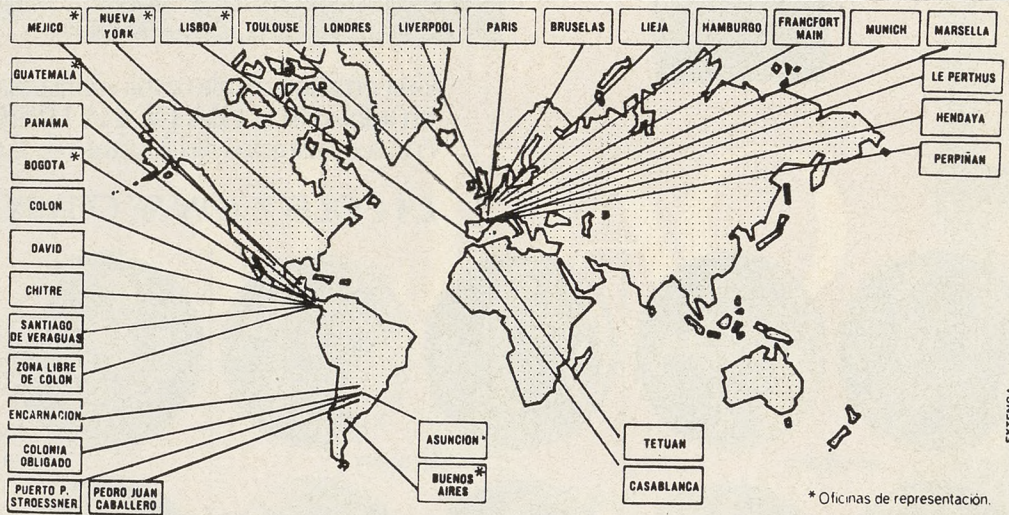 MEJICO*
NUEVA*
YORK
LISBOA*
TOULOUSE
LONDRES
LIVERPOOL
PARIS
BRUSELAS
LIEJA
HAMBURGO
FRANCFORT
MAIN
MUNICH
MARSELLA
GUATEMALA*
PANAMA
BOGOTA*
COLON
DAVID
CHITRE
SANTIAGO
DE VERAGUAS
ZONA LIBRE
DE COLON
ENCARNACION
COLONIA
OBLIGADO
PUERTO P.
STROESSNER
PEDRO JUAN
CABALLERO
LE PERTHUS
HENDAYA
PERPIÑAN
ASUNCION
BUENOS*
AIRES
TETUAN
CASABLANCA
* Oficinas de representación.